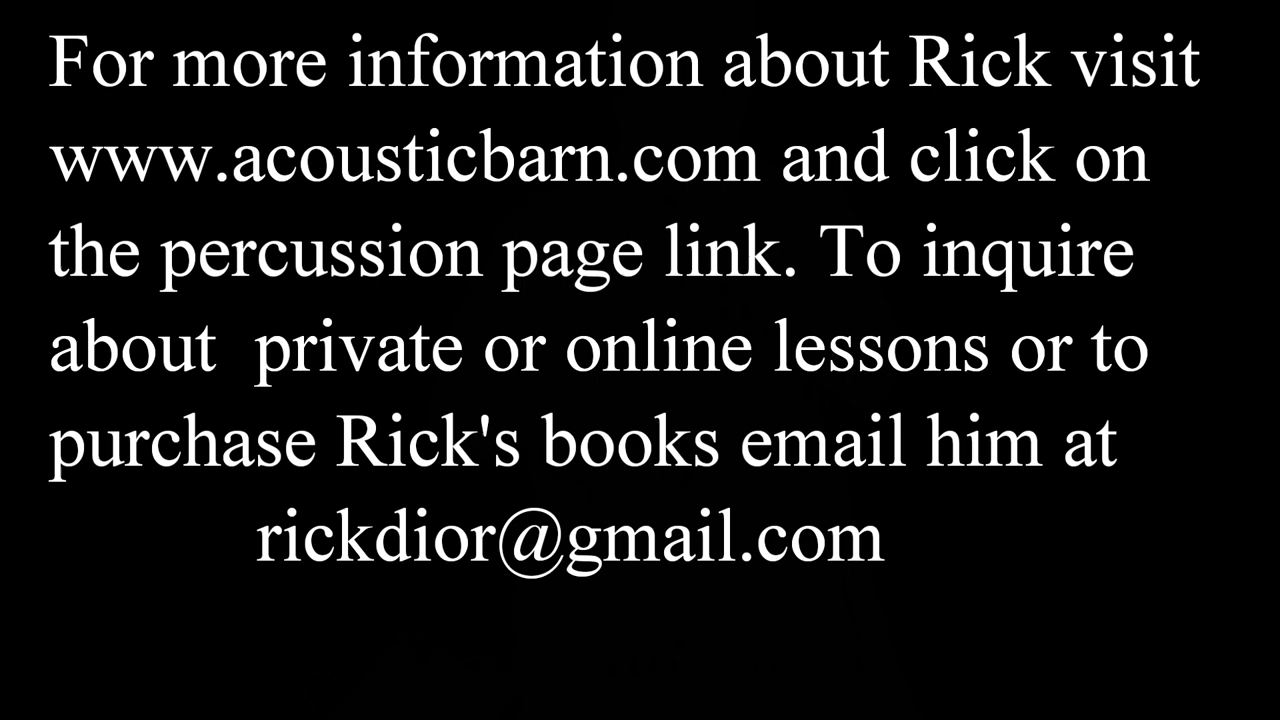 For more information about Rick visit
www.acousticbarn.com and click on
the percussion page link. To inquire
about  private or online lessons or to
purchase Rick's books email him at
rickdior@gmail.com